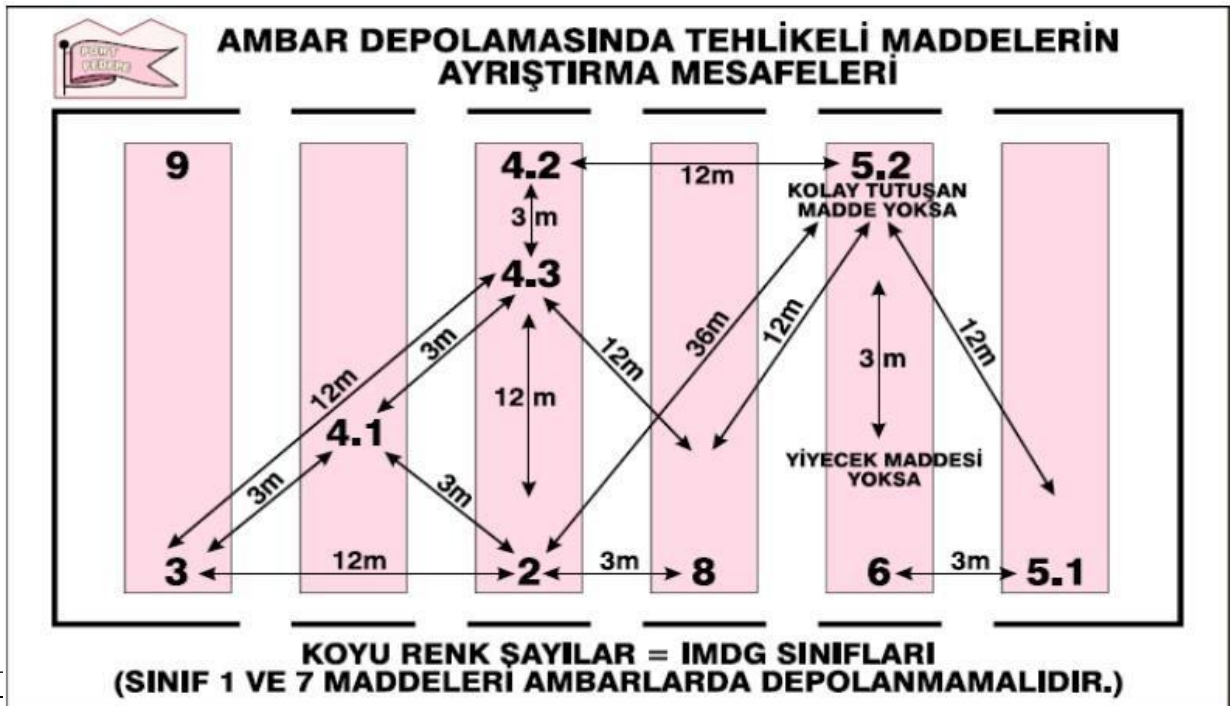 PORT
PEDEPE
AMBAR DEPOLAMASINDA TEHLİKELİ MADDELERİN
AYRIŞTIRMA MESAFELERİ
9
4.2
12m
5.2
KOLAY TUTUŞAN
MADDE YOKSA
3 m
4.3
12m
3m
12 m
12m
36m
12m
3 m
12m
4.1
3m
3m
YİYECEK MADDESİ
YOKSA
3
12m
2
3m
8
6
3m
5.1
KOYU RENK ŞAYILAR = IMDG SINIFLARI
(SINIF 1 VE 7 MADDELERİ AMBARLARDA DEPOLANMAMALIDIR.)